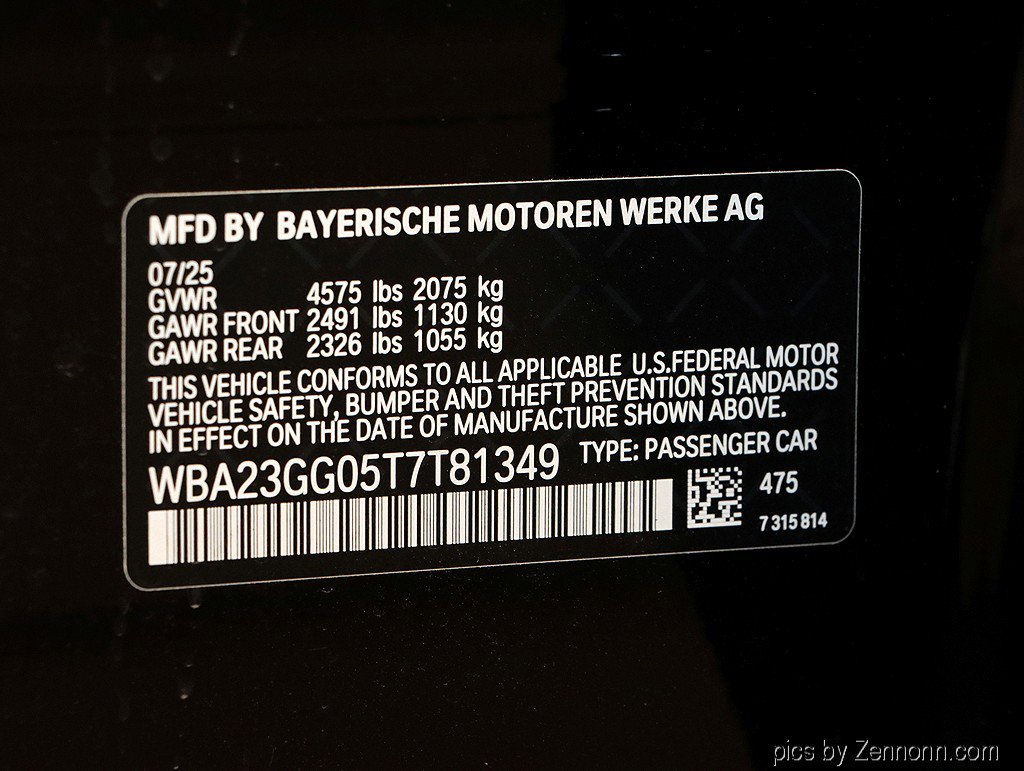 MFD BY BAYERISCHE MOTOREN WERKE AG
07/25
GVWR 4575 lbs 2075 kg
GAWR FRONT 2491 lbs 1130 kg
GAWR REAR 2326 lbs 1055 kg
THIS VEHICLE CONFORMS TO ALL APPLICABLE U.S.FEDERAL MOTOR
VEHICLE SAFETY, BUMPER AND THEFT PREVENTION STANDARDS
IN EFFECT ON THE DATE OF MANUFACTURE SHOWN ABOVE.
WBA23GG05T7T81349 TYPE: PASSENGER CAR
475
7 315 814
pics by Zennonn.com